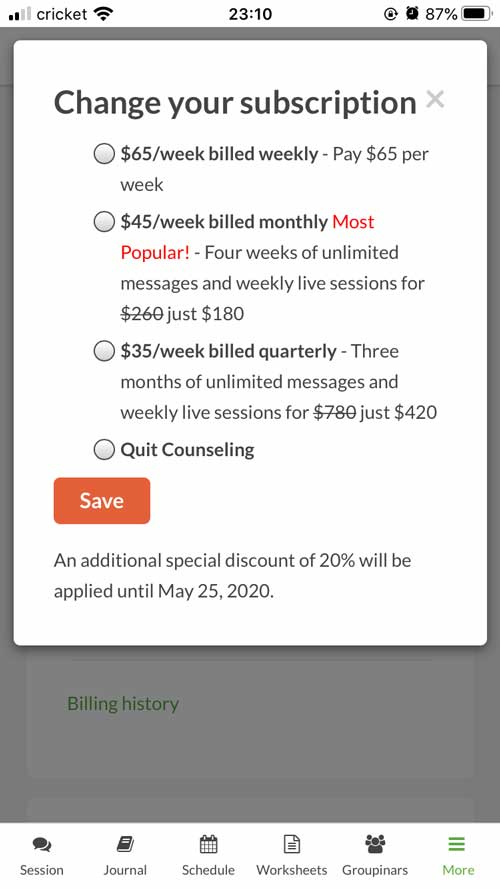 cricket 23:10 87%
Change your subscription ×
$65/week billed weekly - Pay $65 per
week
$45/week billed monthly Most
Popular! - Four weeks of unlimited
messages and weekly live sessions for
$260 just $180
$35/week billed quarterly - Three
months of unlimited messages and
weekly live sessions for $780 just $420
Quit Counseling
Save
An additional special discount of 20% will be
applied until May 25, 2020.
Billing history
Session Journal Schedule Worksheets Groupinars More